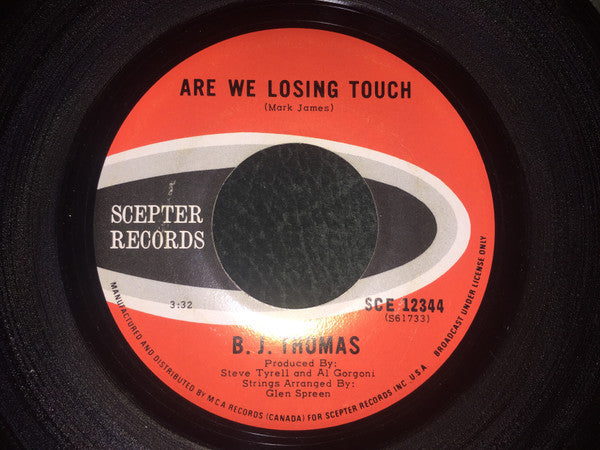 ARE WE LOSING TOUCH
(Mark James)
SCEPTER
RECORDS
3:32
SCE 12344
(S61733)
B. J. THOMAS
Produced By:
Steve Tyrell and Al Gorgoni
Strings Arranged By:
Glen Spreen
MANUFACTURED AND DISTRIBUTED BY M.C.A RECORDS (CANADA) FOR SCEPTER RECORDS INC. U.S.A.
BROADCAST UNDER LICENSE ONLY